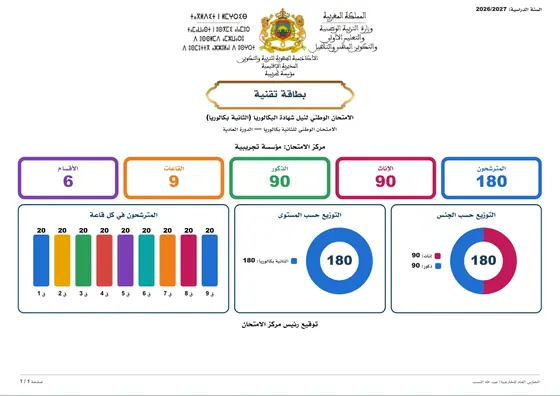 السنة الدراسية: 2026/2027
المملكة المغربية
وزارة التربية الوطنية
والتعليم الأولي
والتكوين المهني والتنقيل
الأكاديمية الجهوية للتربية والتكوين
المديرية الإقليمية
مؤسسة تجريبية
بطاقة تقنية
الامتحان الوطني لنيل شهادة البكالوريا (الثانية بكالوريا)
الامتحان الوطني للثانية بكالوريا — الدورة العادية
مركز الامتحان: مؤسسة تجريبية
المترشحون
180
الإناث
90
الذكور
90
القاعات
9
الأقسام
6
التوزيع حسب الجنس
180
إناث: 90
ذكور: 90
التوزيع حسب المستوى
180
الثانية بكالوريا: 180
المترشحون في كل قاعة
20 20 20 20 20 20 20 20 20
ق 1 ق 2 ق 3 ق 4 ق 5 ق 6 ق 7 ق 8 ق 9
توقيع رئيس مركز الامتحان
صفحة 1 / 1